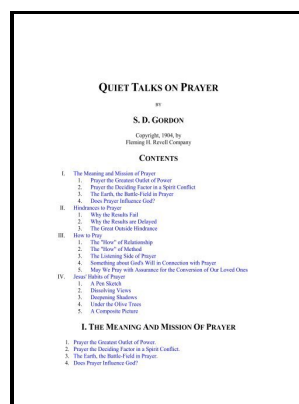 QUIET TALKS ON PRAYER
BY
S. D. GORDON
Copyright, 1904, by
Fleming H. Revell Company
CONTENTS
I. The Meaning and Mission of Prayer
1. Prayer the Greatest Outlet of Power
2. Prayer the Deciding Factor in a Spirit Conflict
3. The Earth, the Battle-Field in Prayer
4. Does Prayer Influence God?
II. Hindrances to Prayer
1. Why the Results Fail
2. Why the Results are Delayed
3. The Great Outside Hindrance
III. How to Pray
1. The "How" of Relationship
2. The "How" of Method
3. The Listening Side of Prayer
4. Something about God's Will in Connection with Prayer
5. May We Pray with Assurance for the Conversion of Our Loved Ones
IV. Jesus' Habits of Prayer
1. A Pen Sketch
2. Dissolving Views
3. Deepening Shadows
4. Under the Olive Trees
5. A Composite Picture
I. THE MEANING AND MISSION OF PRAYER
1. Prayer the Greatest Outlet of Power.
2. Prayer the Deciding Factor in a Spirit Conflict.
3. The Earth, the Battle-Field in Prayer.
4. Does Prayer Influence God?